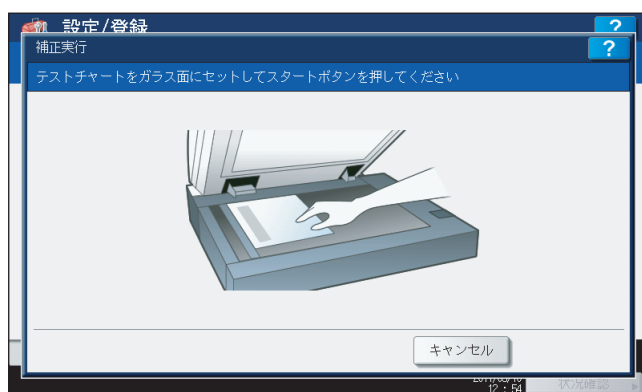 設定/登録
?
補正実行
?
テストチャートをガラス面にセットしてスタートボタンを押してください
キャンセル
12 : 54
状況確認